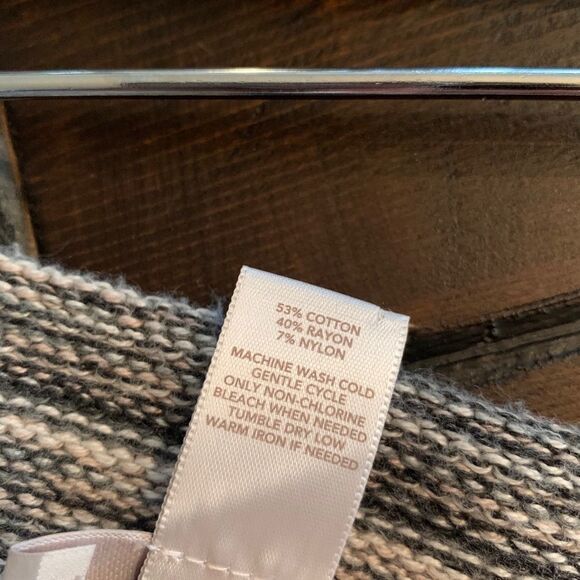 53% COTTON
40% RAYON
7% NYLON
MACHINE WASH COLD
GENTLE CYCLE
ONLY NON-CHLORINE
BLEACH WHEN NEEDED
TUMBLE DRY LOW
WARM IRON IF NEEDED